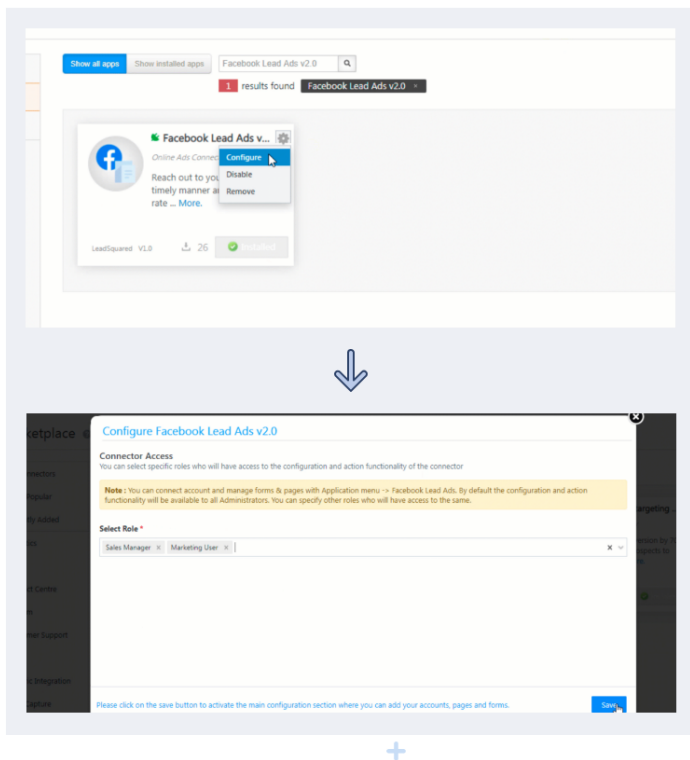 Show all apps
Show installed apps
Facebook Lead Ads v2.0
1 results found Facebook Lead Ads v2.0 ×
Facebook Lead Ads v...
Online Ads Connec
Configure
Reach out to you
Disable
timely manner a
Remove
rate ... More.
LeadSquared V1.0
26
Installed
ketplace
Configure Facebook Lead Ads v2.0
Connector Access
You can select specific roles who will have access to the configuration and action functionality of the connector
nnectors
Note : You can connect account and manage forms & pages with Application menu -> Facebook Lead Ads. By default the configuration and action
functionality will be available to all Administrators. You can specify other roles who will have access to the same.
Popular
argeting ..
tly Added
Select Role *
Sales Manager × Marketing User ×
ct Centre
mer Support
s Integration
Capture
Please click on the save button to activate the main configuration section where you can add your accounts, pages and forms.
Save